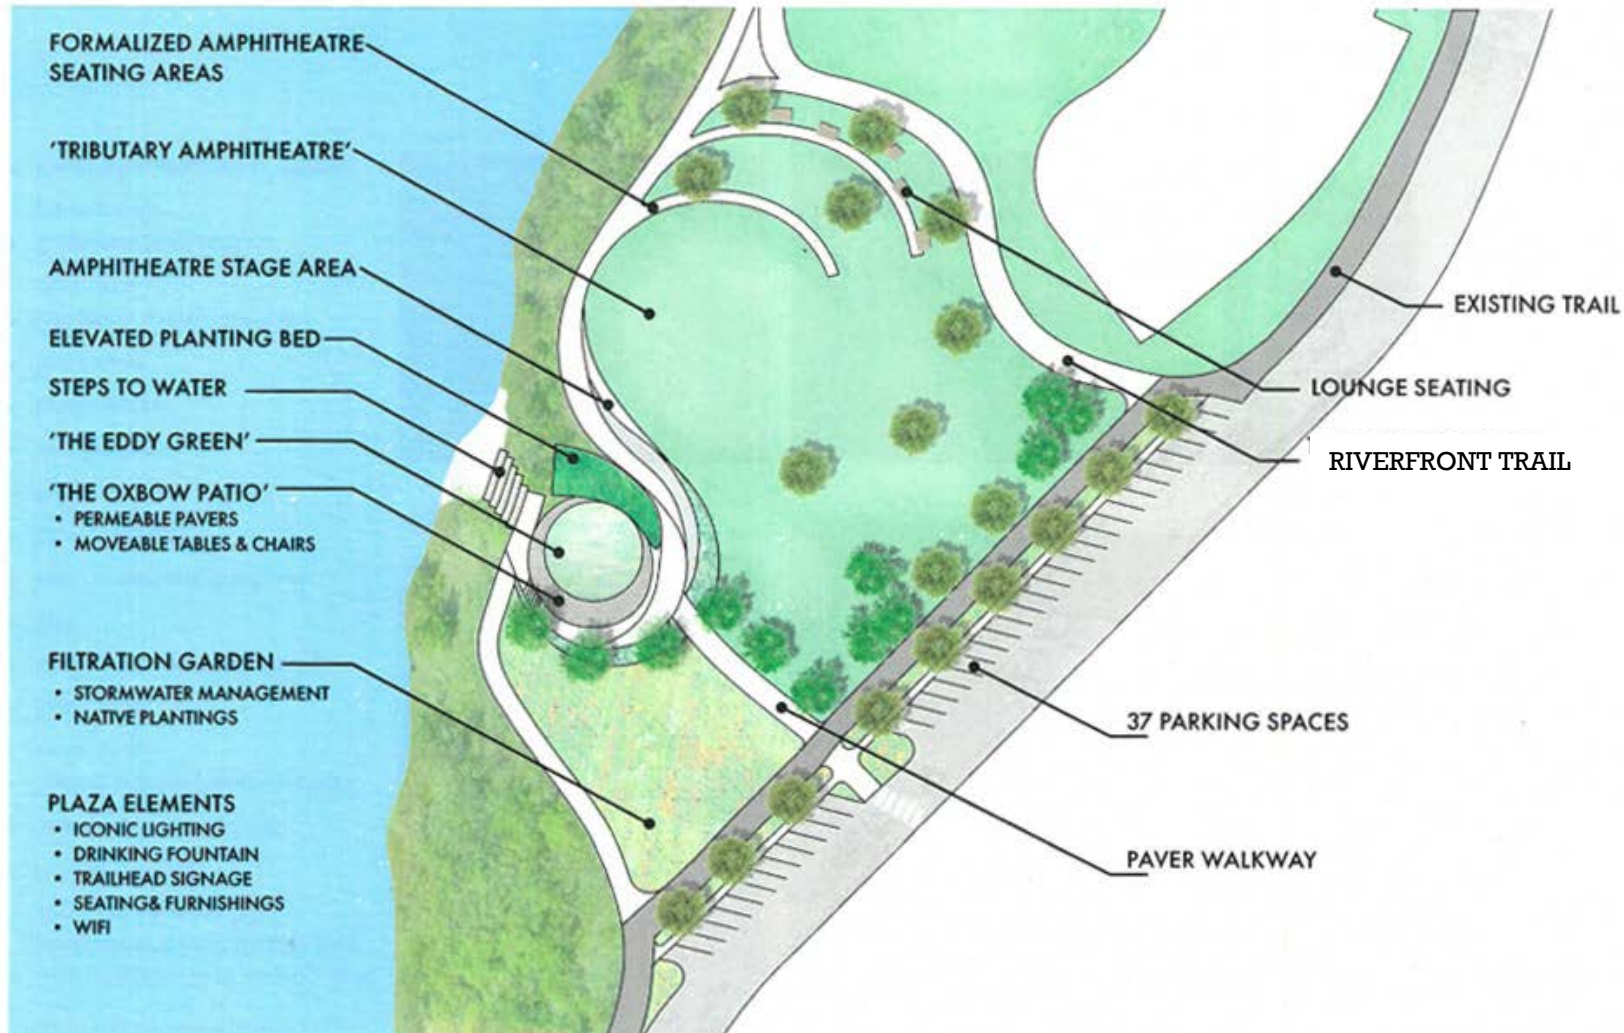 FORMALIZED AMPHITHEATRE
SEATING AREAS
'TRIBUTARY AMPHITHEATRE'
AMPHITHEATRE STAGE AREA
ELEVATED PLANTING BED
STEPS TO WATER
'THE EDDY GREEN'
'THE OXBOW PATIO'
• PERMEABLE PAVERS
• MOVEABLE TABLES & CHAIRS
FILTRATION GARDEN
• STORMWATER MANAGEMENT
• NATIVE PLANTINGS
PLAZA ELEMENTS
• ICONIC LIGHTING
• DRINKING FOUNTAIN
• TRAILHEAD SIGNAGE
• SEATING& FURNISHINGS
• WIFI
EXISTING TRAIL
LOUNGE SEATING
RIVERFRONT TRAIL
37 PARKING SPACES
PAVER WALKWAY